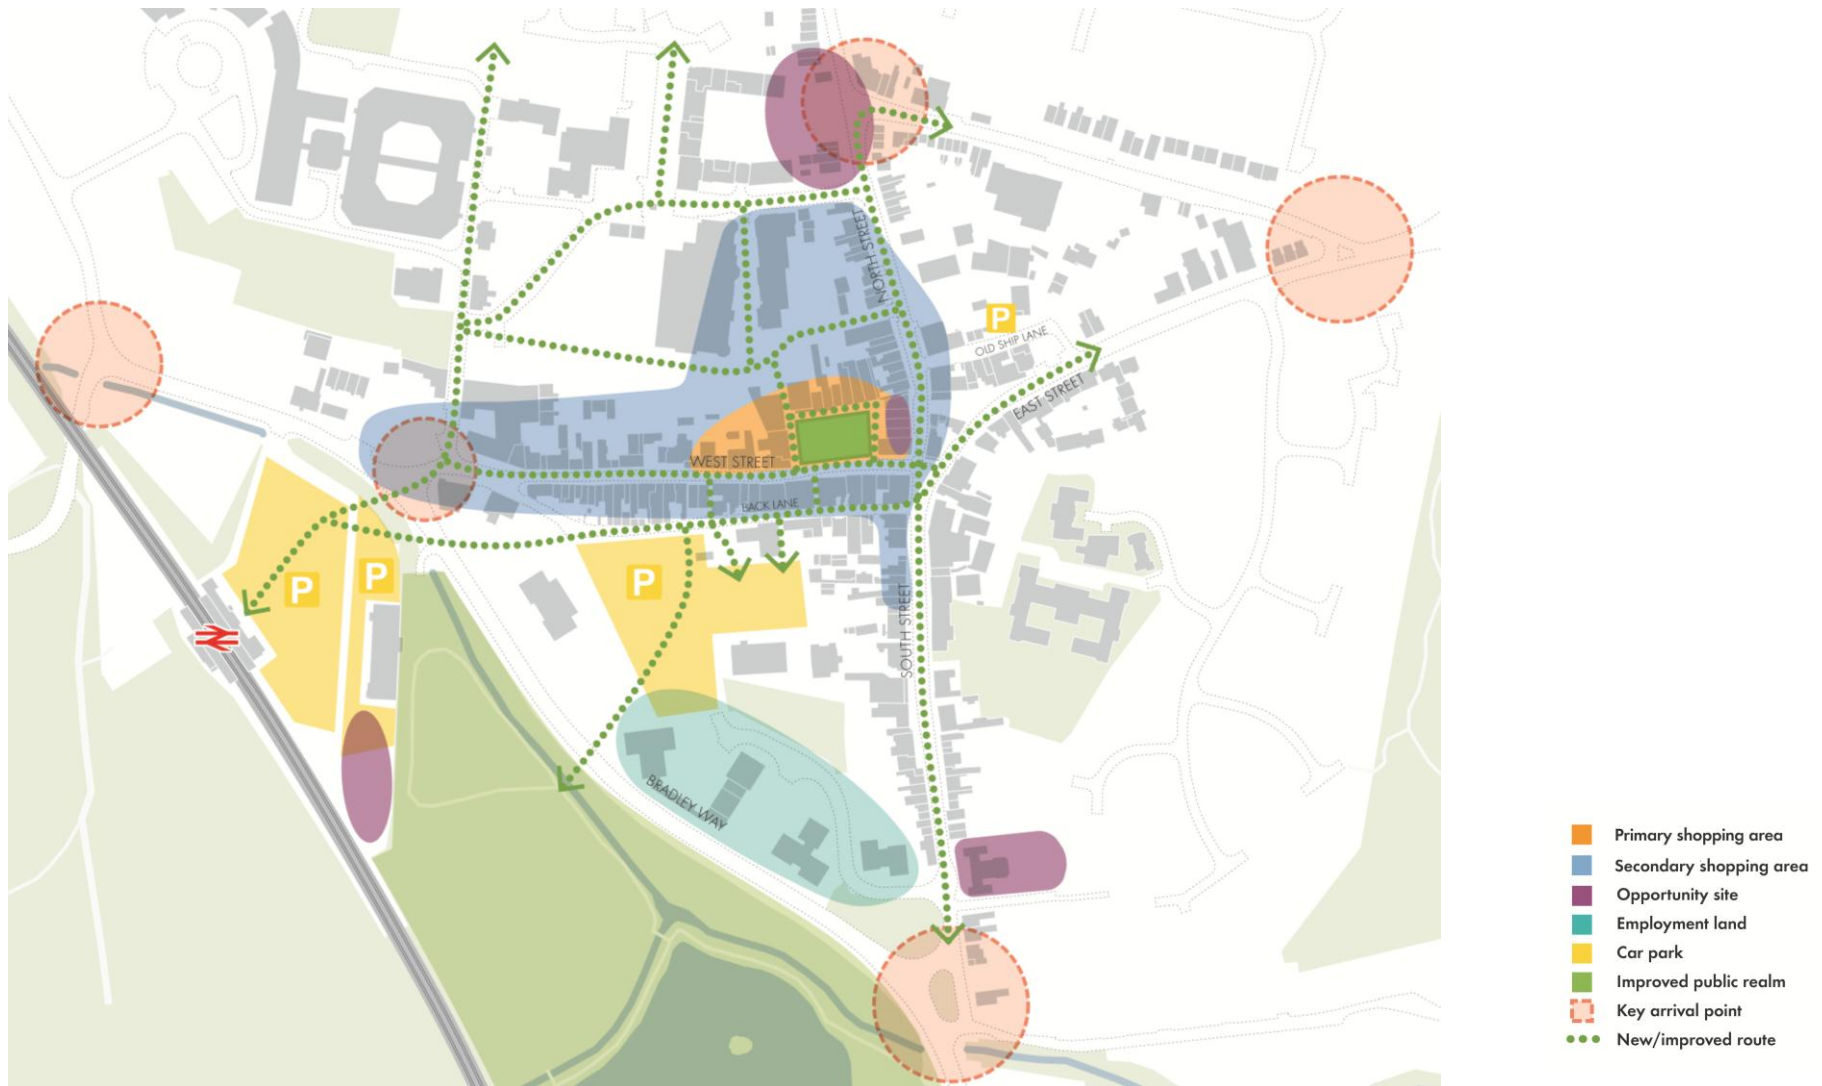 NORTH STREET
P
OLD SHIP LANE
EAST STREET
WEST STREET
BACK LANE
P
P
P
SOUTH STREET
BRADLEY WAY
Primary shopping area
Secondary shopping area
Opportunity site
Employment land
Car park
Improved public realm
Key arrival point
New/improved route